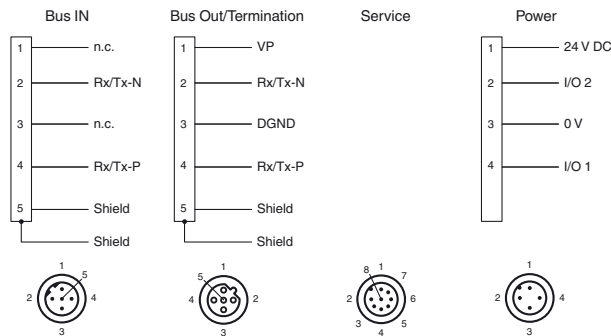 Bus IN Bus Out/Termination Service Power
1 n.c. 1 VP 1 24 V DC
2 Rx/Tx-N 2 Rx/Tx-N 2 I/O 2
3 n.c. 3 DGND 3 0 V
4 Rx/Tx-P 4 Rx/Tx-P 4 I/O 1
5 Shield 5 Shield
Shield Shield
1 5 2 4 3
5 1 4 2 3
8 1 7 2 6 3 4 5
1 2 4 3